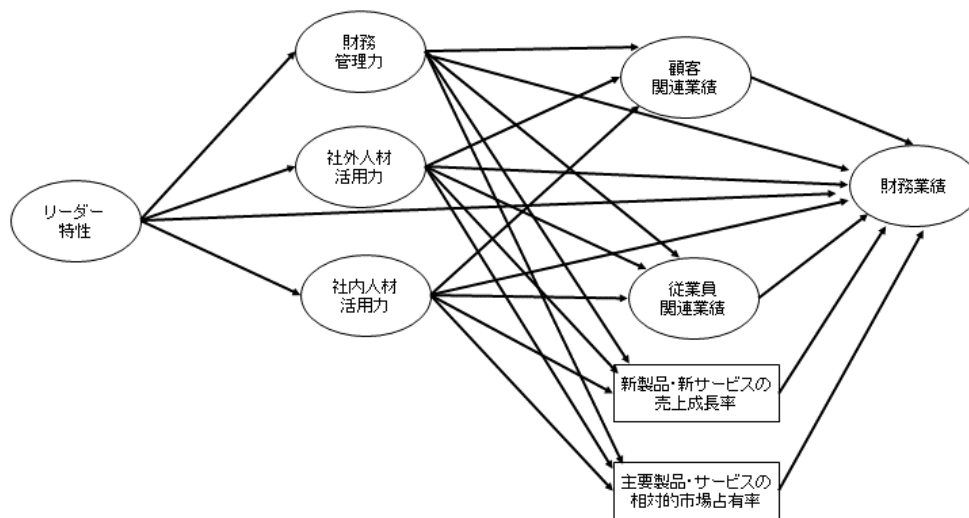 財務
管理力
顧客
関連業績
社外人材
活用力
財務業績
リーダー
特性
社内人材
活用力
従業員
関連業績
新製品・新サービスの
売上成長率
主要製品・サービスの
相対的市場占有率